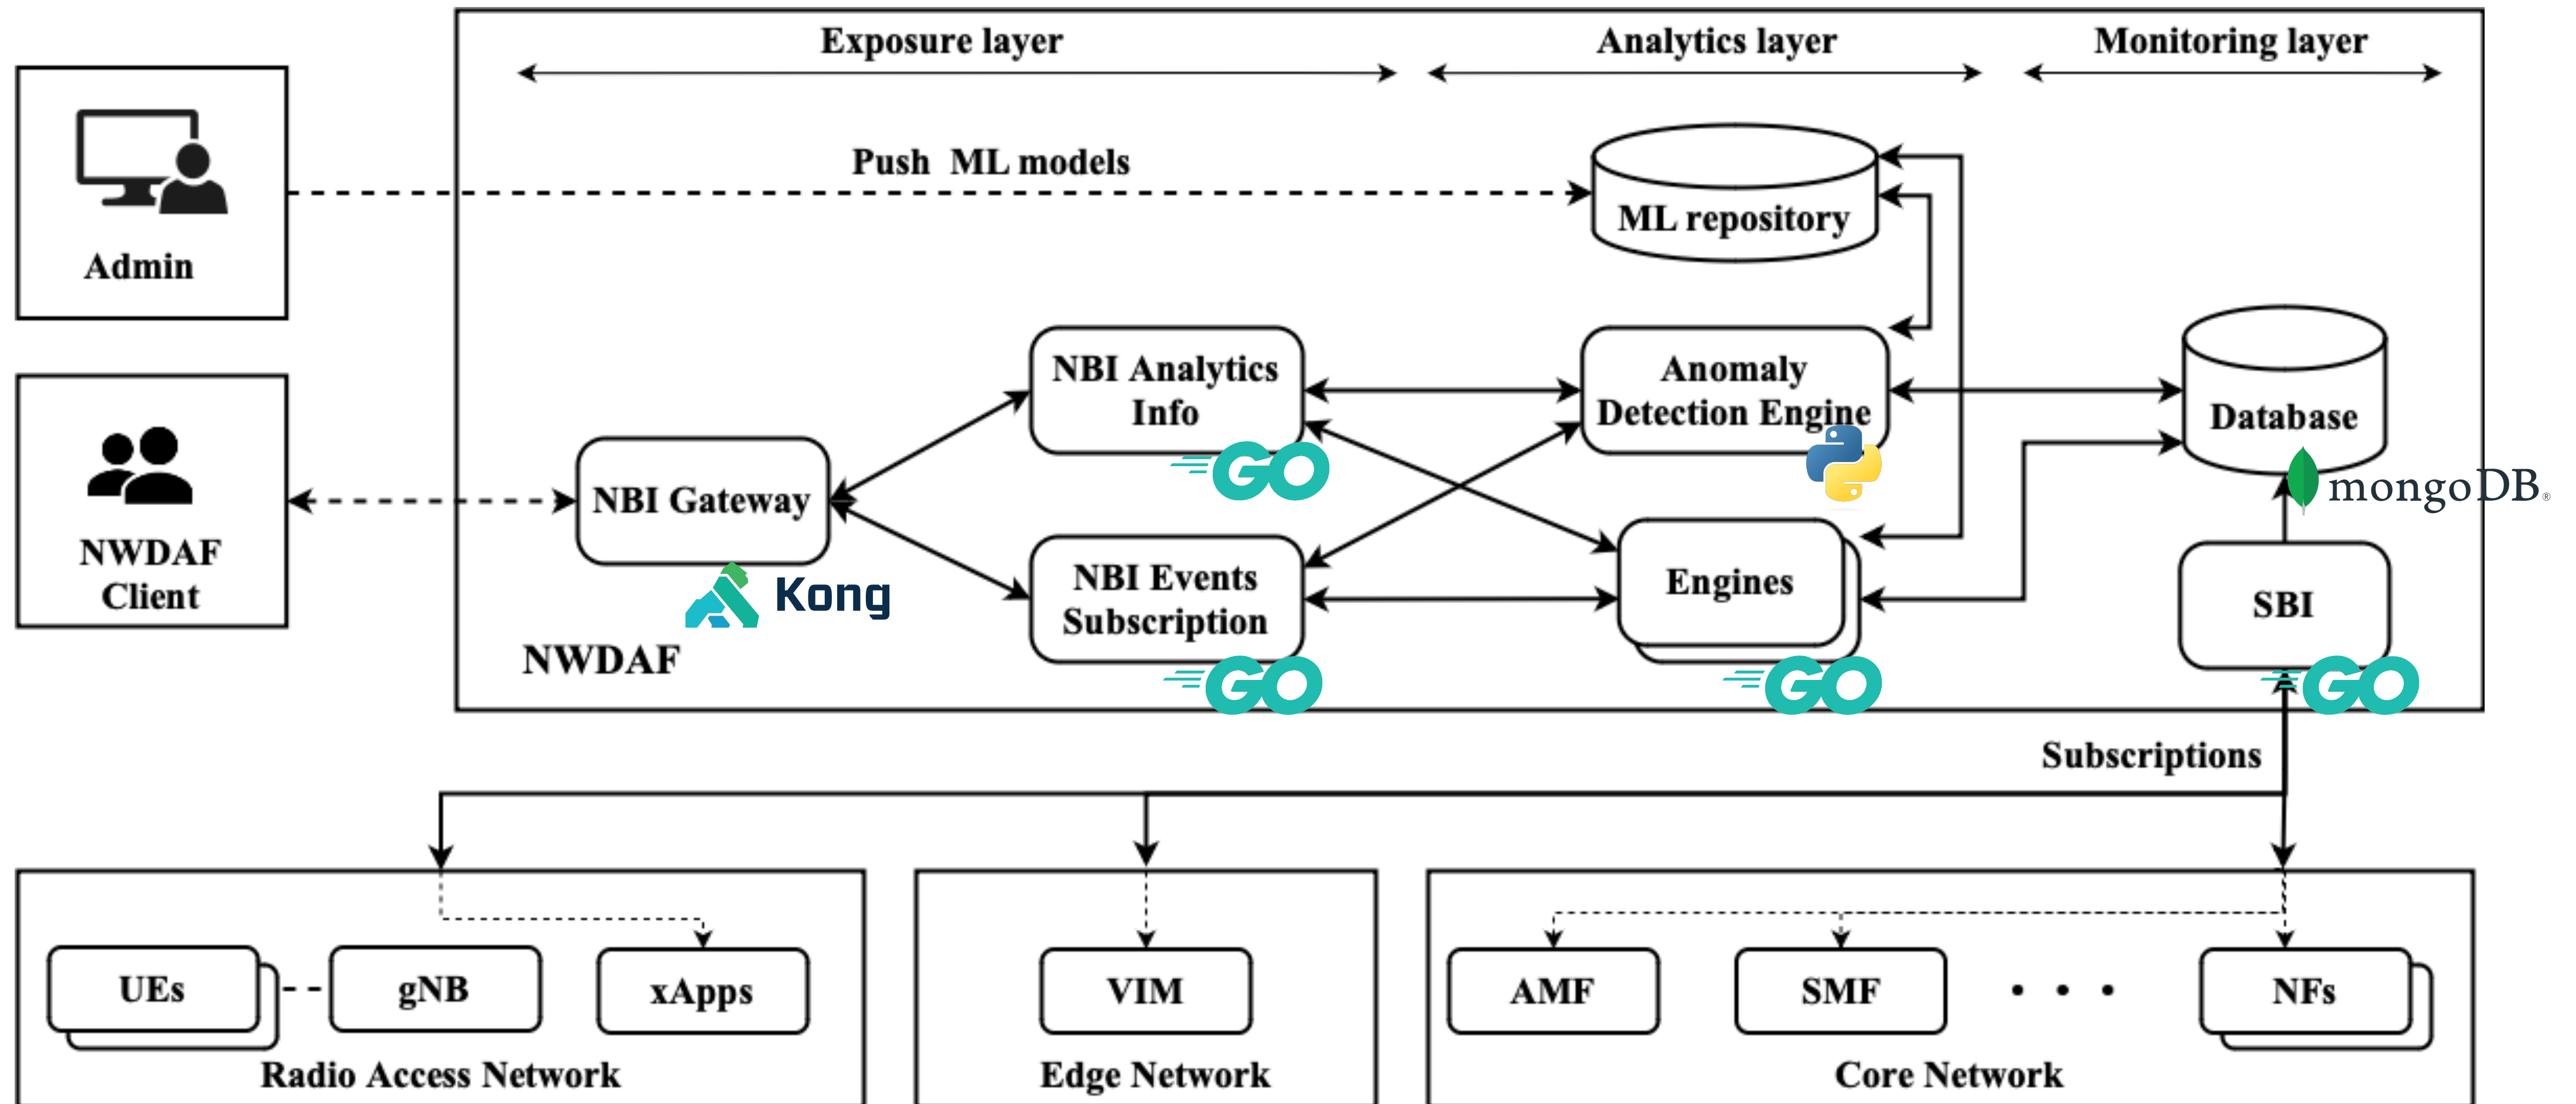 Exposure layer
Analytics layer
Monitoring layer
Push ML models
ML repository
Admin
NBI Analytics
Info
GO
Anomaly
Detection Engine
Database
mongoDB®
NBI Gateway
Kong
NWDAF
Client
NBI Events
Subscription
GO
Engines
GO
SBI
GO
NWDAF
Subscriptions
UEs
gNB
xApps
Radio Access Network
VIM
Edge Network
AMF
SMF
• • •
NFs
Core Network